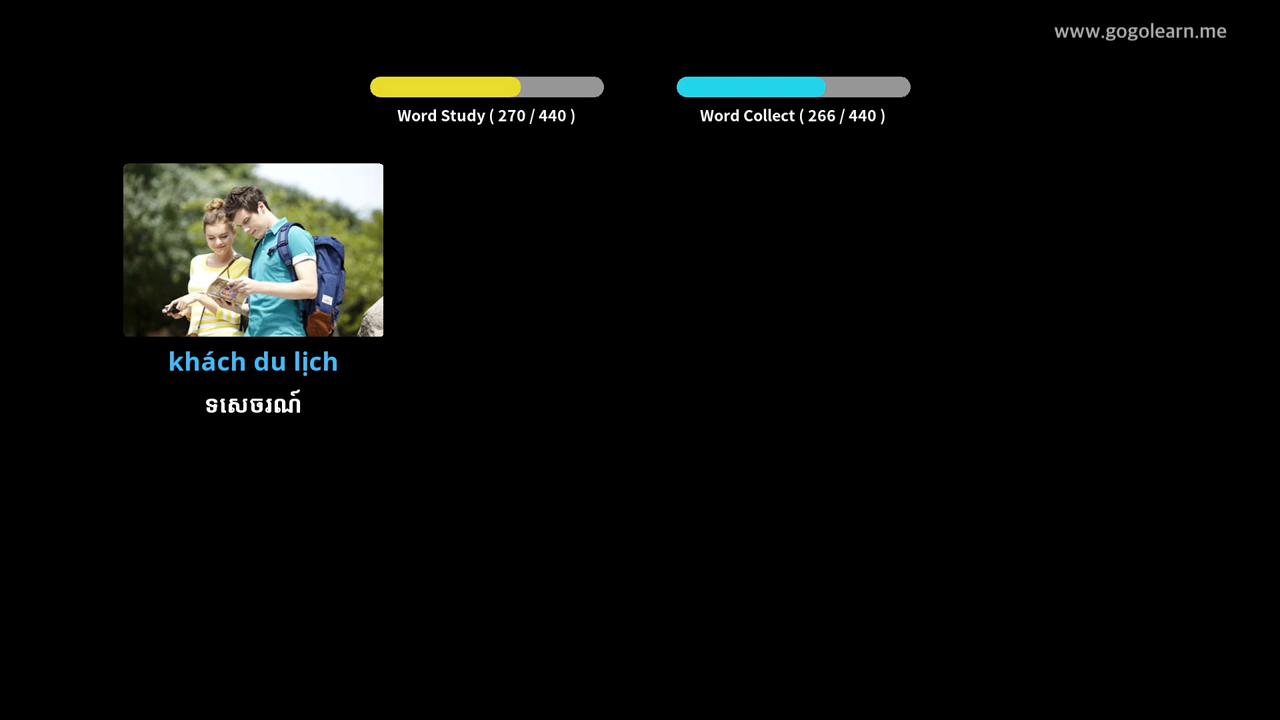 www.gogolearn.me
Word Study ( 270 / 440 )
Word Collect ( 266 / 440 )
khách du lịch
ទសេចរណ៍